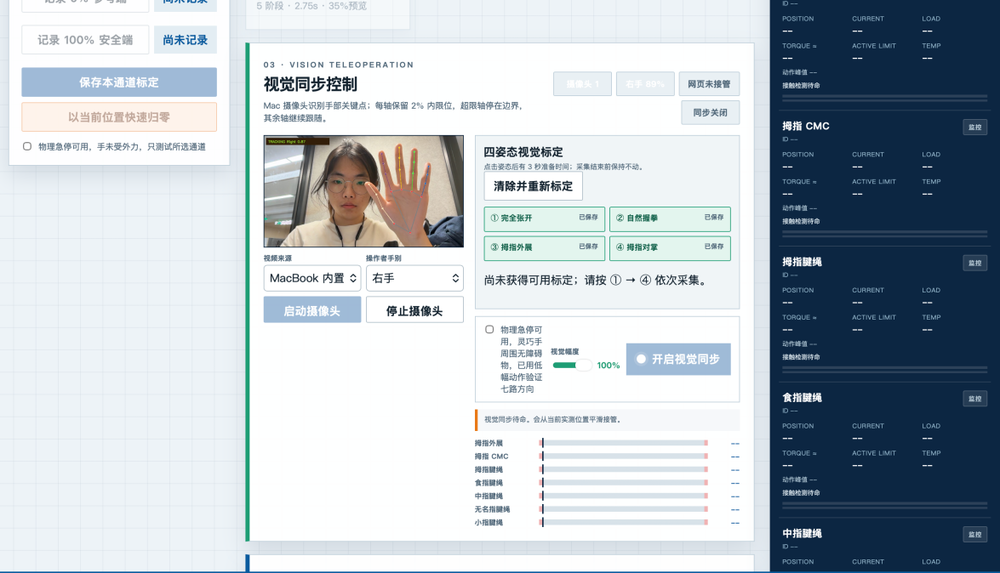 记录 0% 参考端
尚未记录
记录 100% 安全端
尚未记录
保存本通道标定
以当前位置快速归零
物理急停可用，手未受外力，只测试所选通道
5 阶段 · 2.75s · 35%预览
03 · VISION TELEOPERATION
视觉同步控制
摄像头 1
右手 89%
网页未接管
Mac 摄像头识别手部关键点；每轴保留 2% 内限位，超限轴停在边界，
其余轴继续跟随。
同步关闭
TRACKING Right 0.87
视频来源
操作者手别
MacBook 内置
右手
启动摄像头
停止摄像头
四姿态视觉标定
点击姿态后有 3 秒准备时间；采集结束前保持不动。
清除并重新标定
① 完全张开
已保存
② 自然握拳
已保存
③ 拇指外展
已保存
④ 拇指对掌
已保存
尚未获得可用标定；请按 ① → ④ 依次采集。
物理急停可
用，灵巧手
周围无障碍
物，已用低
幅动作验证
七路方向
视觉幅度
100%
开启视觉同步
视觉同步待命。会从当前实测位置平滑接管。
拇指外展
--
拇指 CMC
--
拇指腱绳
--
食指腱绳
--
中指腱绳
--
无名指腱绳
--
小指腱绳
--
ID --
POSITION
CURRENT
LOAD
--
--
--
TORQUE ≈
ACTIVE LIMIT
TEMP
--
--
--
动作峰值 --
接触检测待命
拇指 CMC
监控
ID --
POSITION
CURRENT
LOAD
--
--
--
TORQUE ≈
ACTIVE LIMIT
TEMP
--
--
--
动作峰值 --
接触检测待命
拇指腱绳
监控
ID --
POSITION
CURRENT
LOAD
--
--
--
TORQUE ≈
ACTIVE LIMIT
TEMP
--
--
--
动作峰值 --
接触检测待命
食指腱绳
监控
ID --
POSITION
CURRENT
LOAD
--
--
--
TORQUE ≈
ACTIVE LIMIT
TEMP
--
--
--
动作峰值 --
接触检测待命
中指腱绳
监控
ID --
POSITION
CURRENT
LOAD